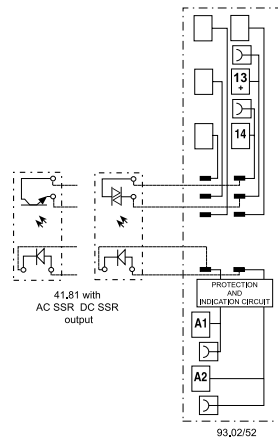 13
+
14
41.81 with
AC SSR DC SSR
output
PROTECTION
AND
INDICATION CIRCUIT
A1
A2
93.02/52